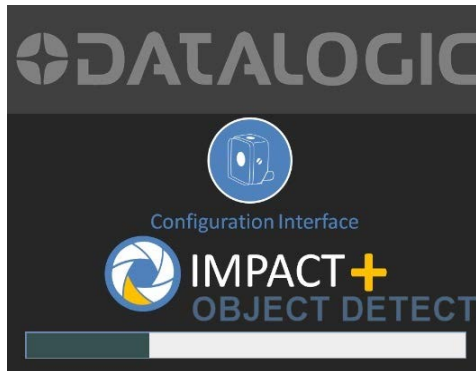 DATALOGIC
Configuration Interface
IMPACT+
OBJECT DETECT